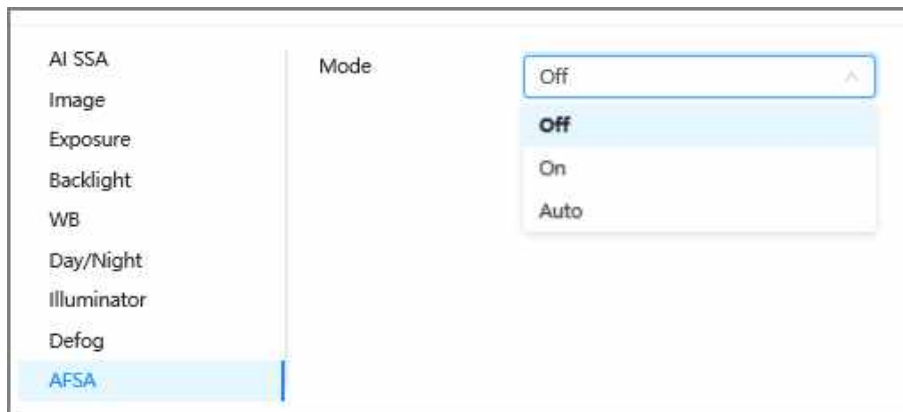 AI SSA
Image
Exposure
Backlight
WB
Day/Night
Illuminator
Defog
AFSA
Mode
Off
Off
On
Auto